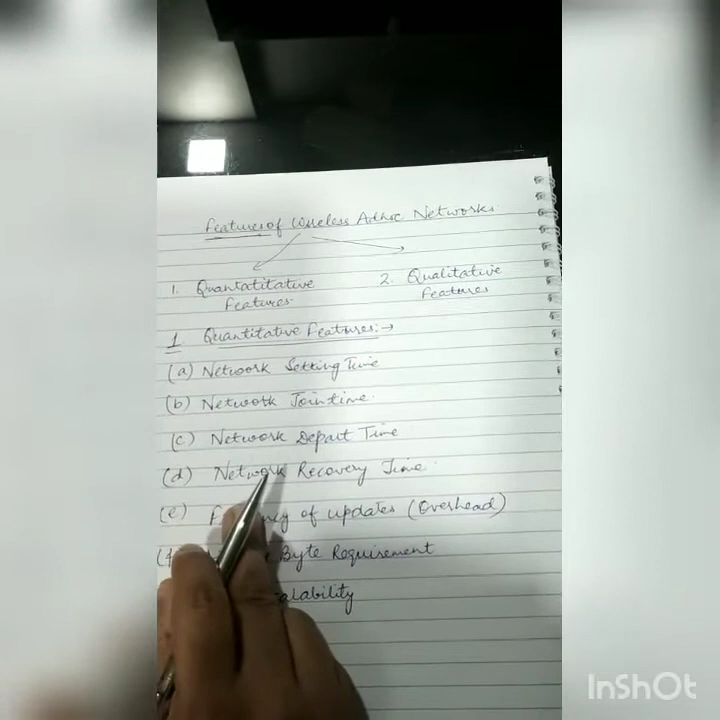 Features of Wireless Adhoc Networks
1. Quantatitative Features
2. Qualitative Features
1. Quantitative Features:→
(a) Network Setting Time
(b) Network Join time
(c) Network Depart Time
(d) Network Recovery Time
(e) of updates (Overhead)
Byte Requirement
InShOt